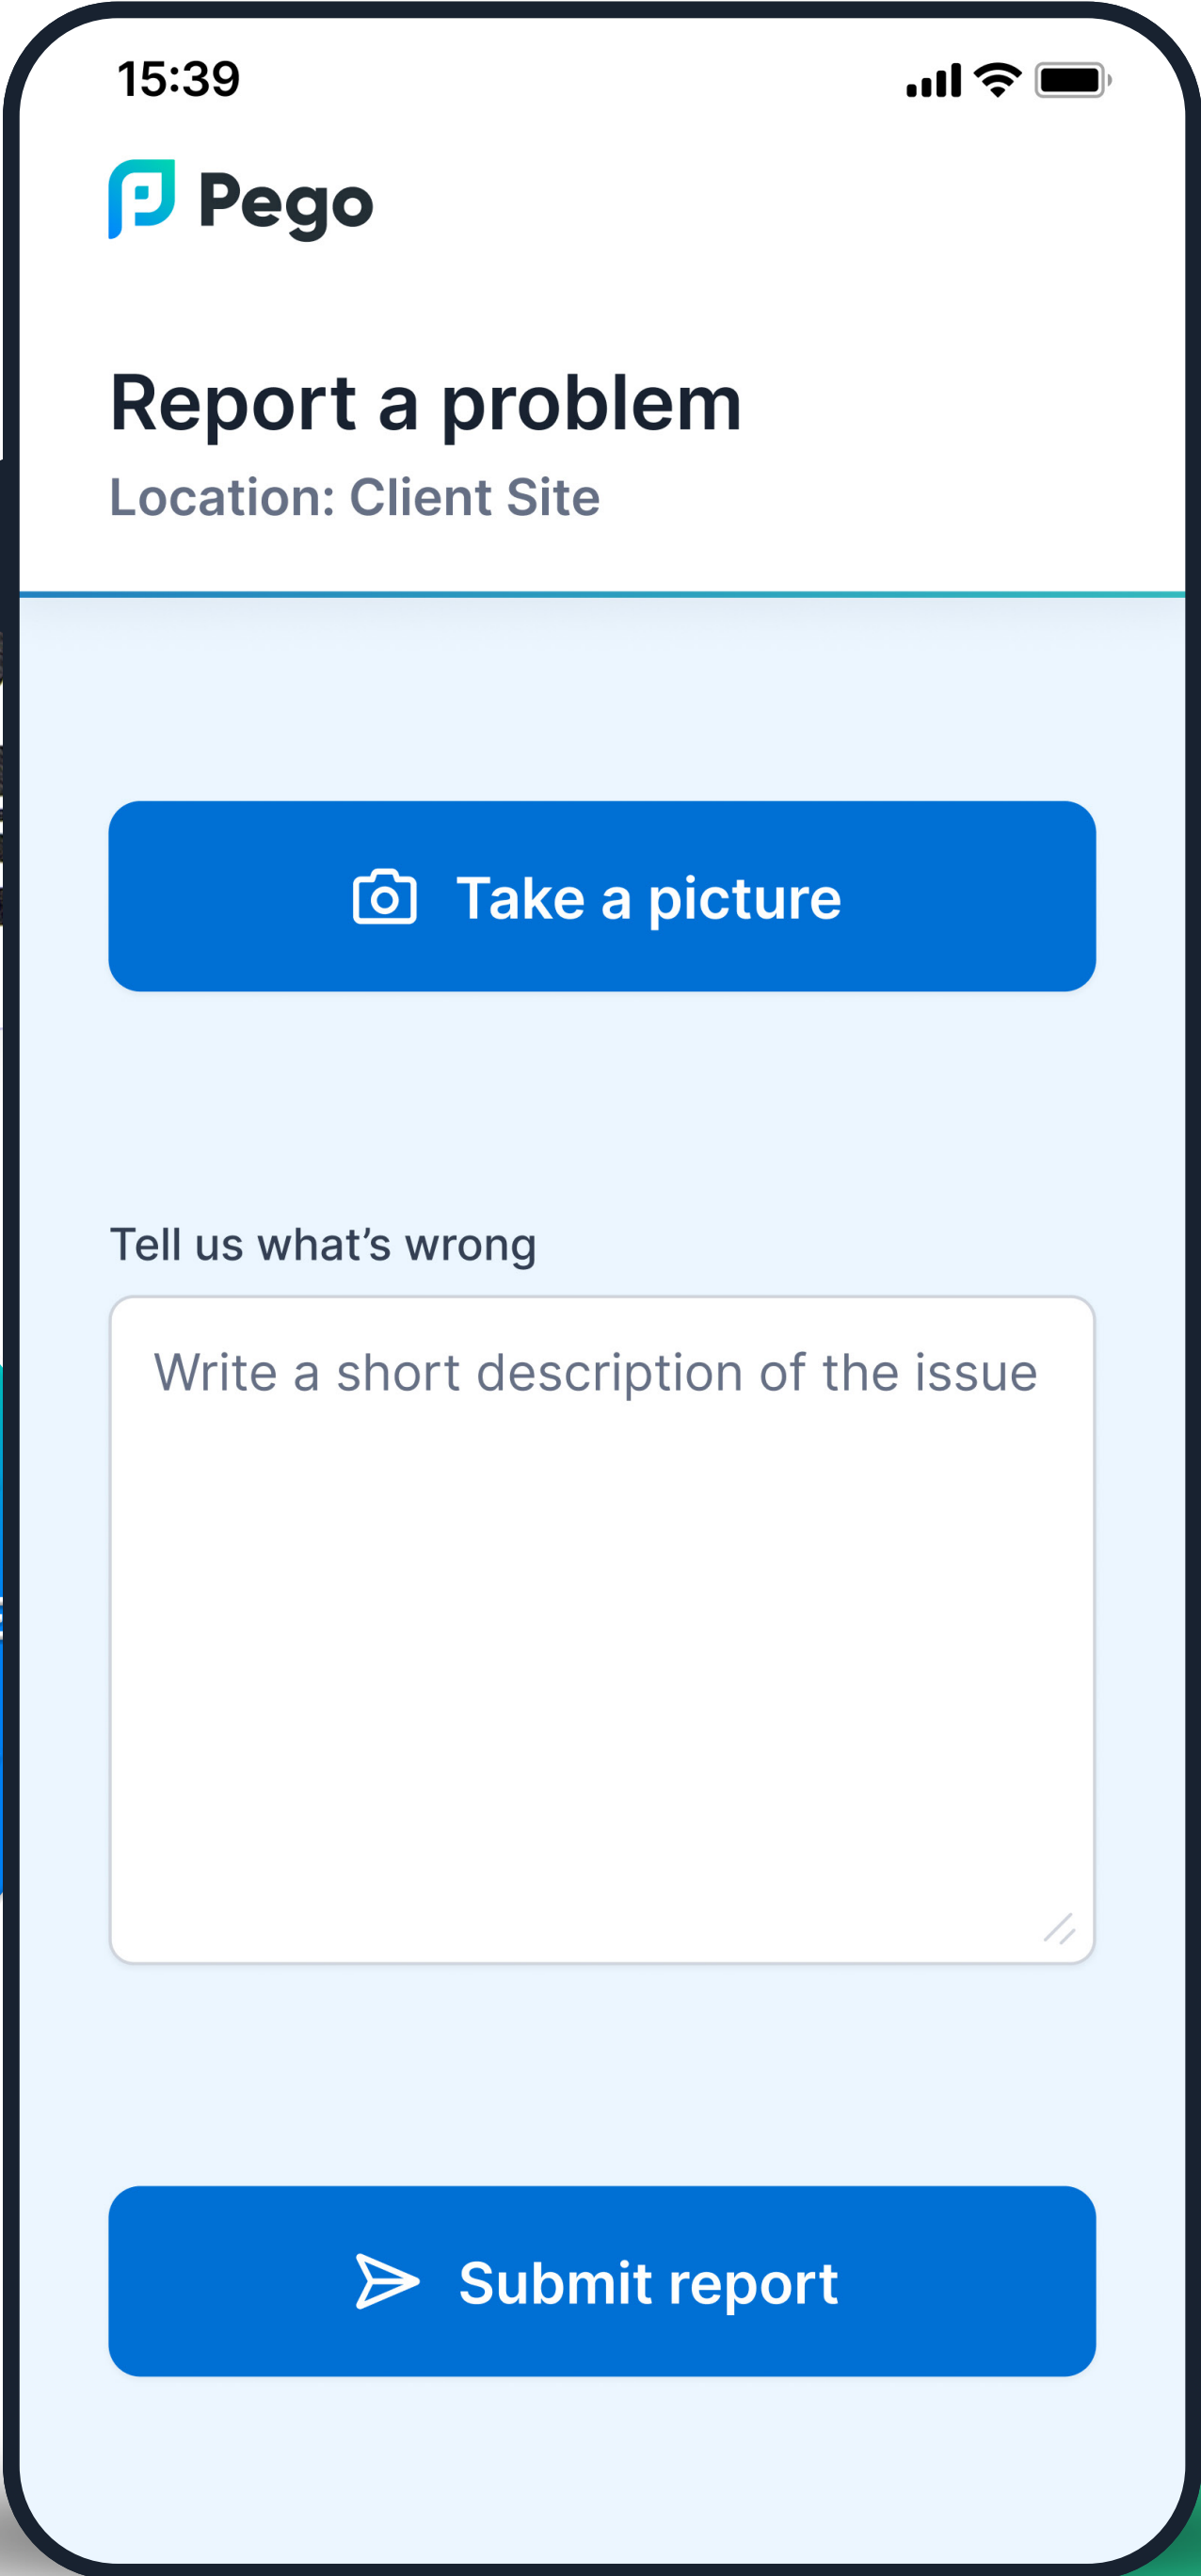 15:39
Pego
Report a problem
Location: Client Site
Take a picture
Tell us what’s wrong
Write a short description of the issue
Submit report